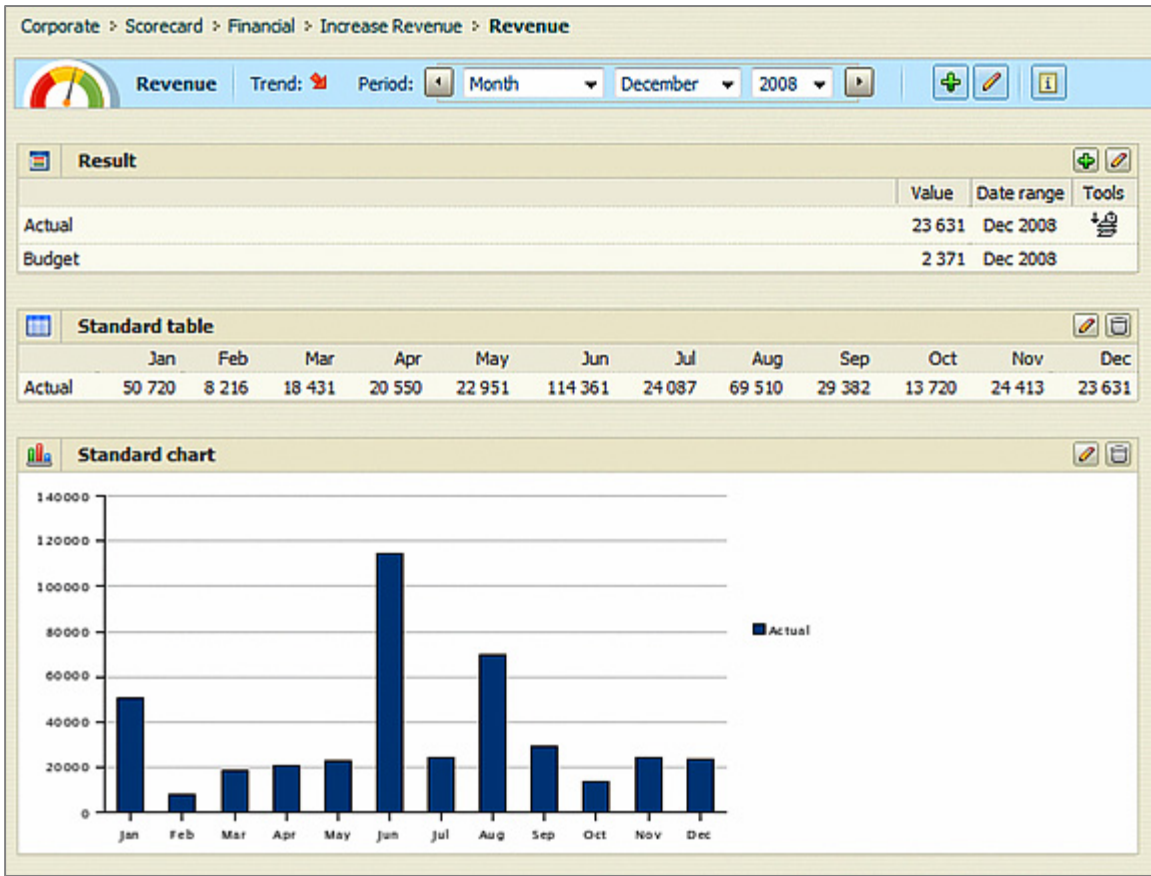 Corporate > Scorecard > Financial > Increase Revenue > Revenue
Revenue Trend: Period: Month December 2008
Result
Value Date range Tools
Actual 23 631 Dec 2008
Budget 2 371 Dec 2008
Standard table
Jan Feb Mar Apr May Jun Jul Aug Sep Oct Nov Dec
Actual 50 720 8 216 18 431 20 550 22 951 114 361 24 087 69 510 29 382 13 720 24 413 23 631
Standard chart
140000
120000
100000
80000
Actual
60000
40000
20000
0
Jan Feb Mar Apr May Jun Jul Aug Sep Oct Nov Dec